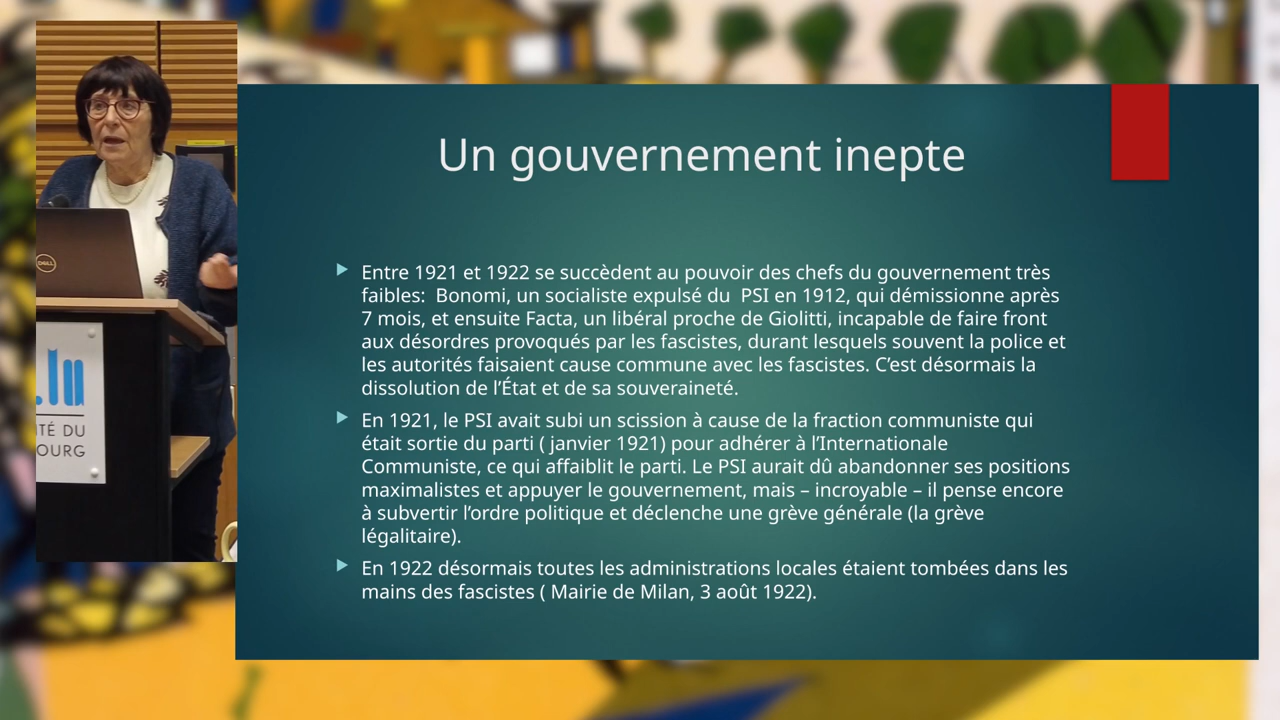 Un gouvernement inepte
Entre 1921 et 1922 se succèdent au pouvoir des chefs du gouvernement très
faibles: Bonomi, un socialiste expulsé du PSI en 1912, qui démissionne après
7 mois, et ensuite Facta, un libéral proche de Giolitti, incapable de faire front
aux désordres provoqués par les fascistes, durant lesquels souvent la police et
les autorités faisaient cause commune avec les fascistes. C’est désormais la
dissolution de l’État et de sa souveraineté.
En 1921, le PSI avait subi un scission à cause de la fraction communiste qui
était sortie du parti ( janvier 1921) pour adhérer à l’Internationale
Communiste, ce qui affaiblit le parti. Le PSI aurait dû abandonner ses positions
maximalistes et appuyer le gouvernement, mais – incroyable – il pense encore
à subvertir l’ordre politique et déclenche une grève générale (la grève
légalitaire).
En 1922 désormais toutes les administrations locales étaient tombées dans les
mains des fascistes ( Mairie de Milan, 3 août 1922).
DELL
.lu
ITÉ DU
OURG